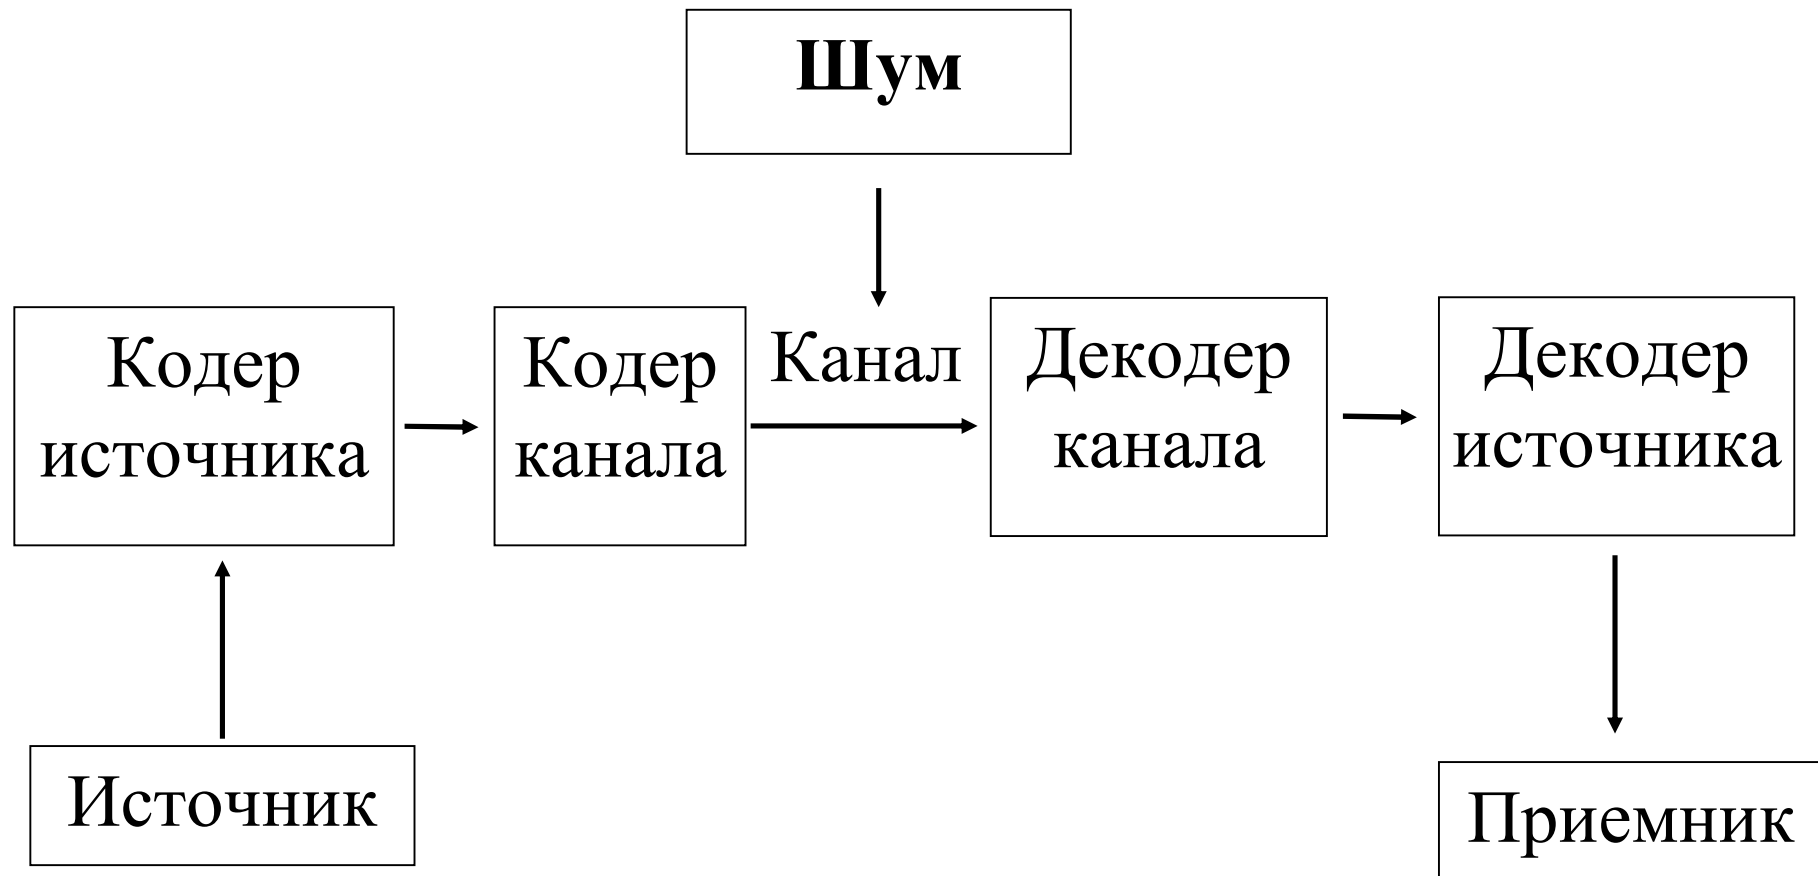 Шум
Кодер
источника
Кодер
канала
Канал
Декодер
канала
Декодер
источника
Источник
Приемник